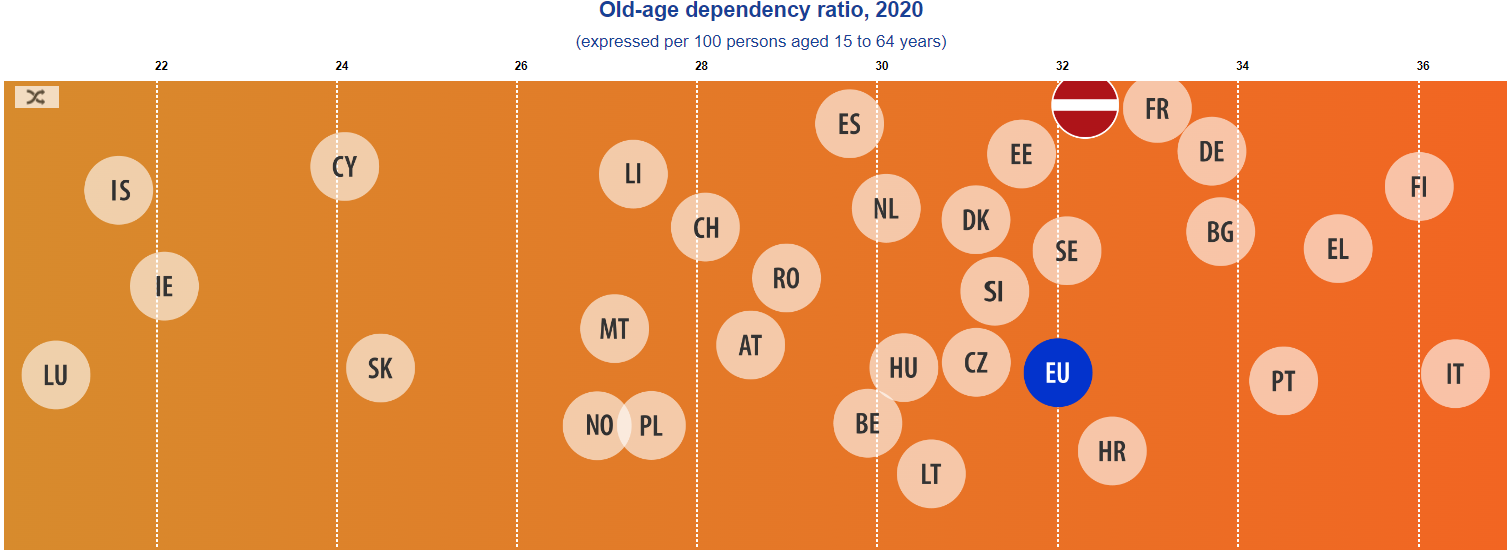 Old-age dependency ratio, 2020
(expressed per 100 persons aged 15 to 64 years)
22 24 26 28 30 32 34 36
ES FR
EE DE
CY LI FI
IS NL
CH DK BG
SE EL
RO
IE SI
MT
AT
LU SK HU CZ EU PT IT
NO PL BE
HR
LT